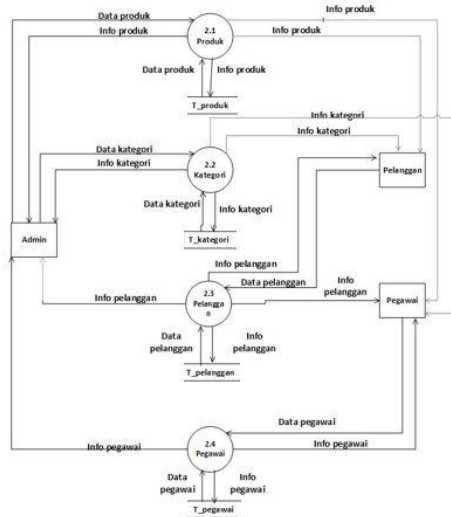 Info produk
Data produk
Info produk
2.1
Produk
Info produk
Data produk
Info produk
T_produk
Info kategori
Info kategori
Data kategori
Info kategori
2.2
Kategori
Pelanggan
Data kategori
Info kategori
Admin
T_kategori
Info pelanggan
Data pelanggan
Info
pelanggan
Info pelanggan
2.3
Pelangga
n
Pegawai
Data
pelanggan
Info
pelanggan
T_pelanggan
Data pegawai
Info pegawai
2.4
Pegawai
Info pegawai
Data
pegawai
Info
pegawai
T_pegawai